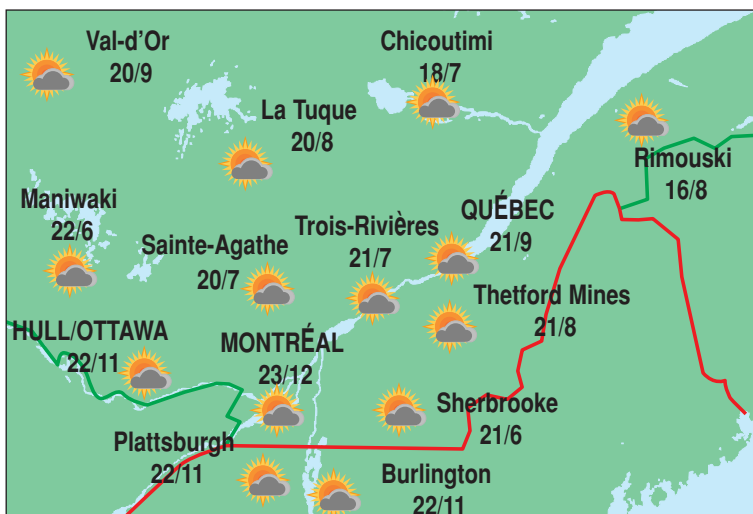 Val-d'Or
20/9
Chicoutimi
18/7
La Tuque
20/8
Rimouski
16/8
Maniwaki
22/6
Sainte-Agathe
20/7
Trois-Rivières
21/7
QUÉBEC
21/9
Thetford Mines
21/8
HULL/OTTAWA
22/11
MONTRÉAL
23/12
Sherbrooke
21/6
Plattsburgh
22/11
Burlington
22/11